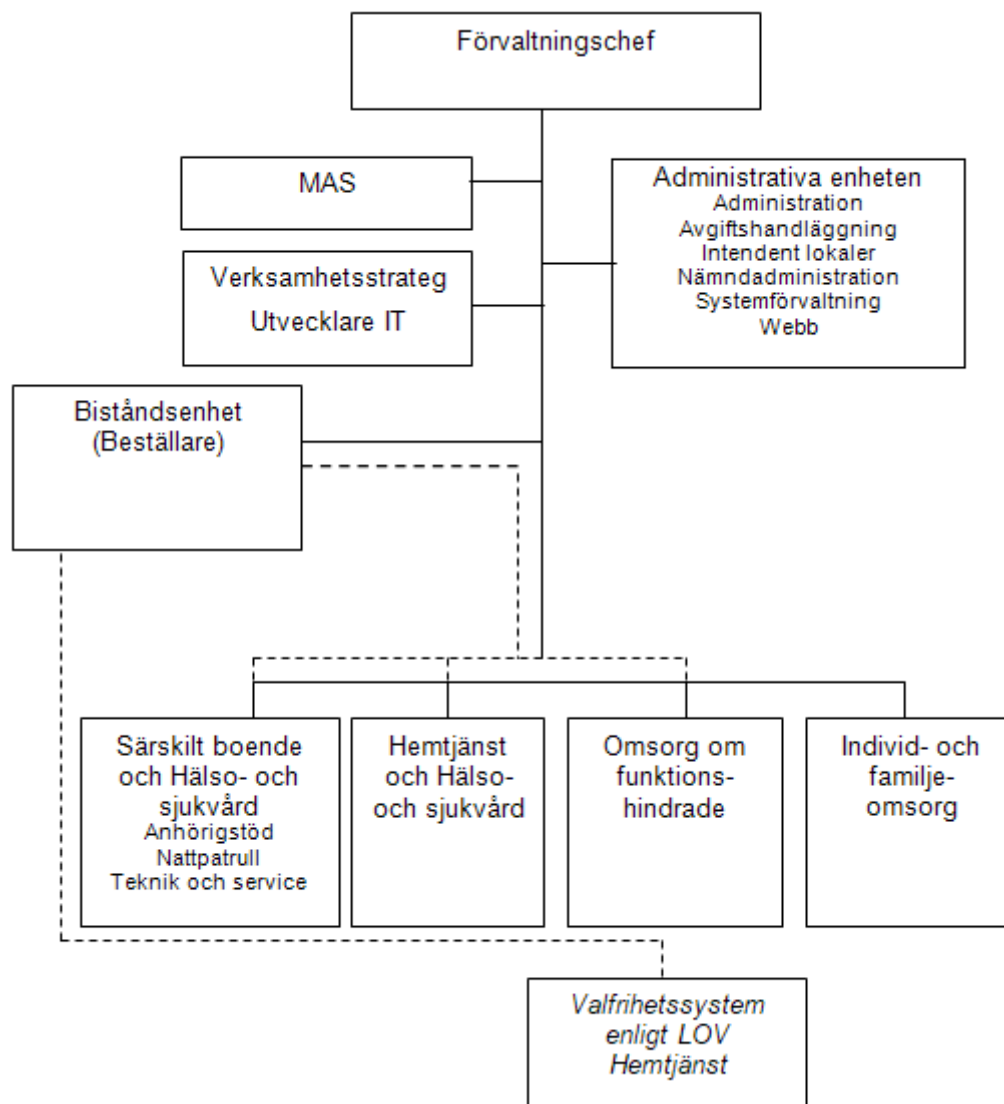 Förvaltningschef
MAS
Administrativa enheten
Administration
Avgiftshandläggning
Intendent lokaler
Nämndadministration
Systemförvaltning
Webb
Verksamhetsstrateg
Utvecklare IT
Biståndsenhet
(Beställare)
Särskilt boende
och Hälso- och
sjukvård
Anhörigstöd
Nattpatrull
Teknik och service
Hemtjänst
och Hälso-
och sjukvård
Omsorg om
funktions-
hindrade
Individ- och
familje-
omsorg
Valfrihetssystem
enligt LOV
Hemtjänst